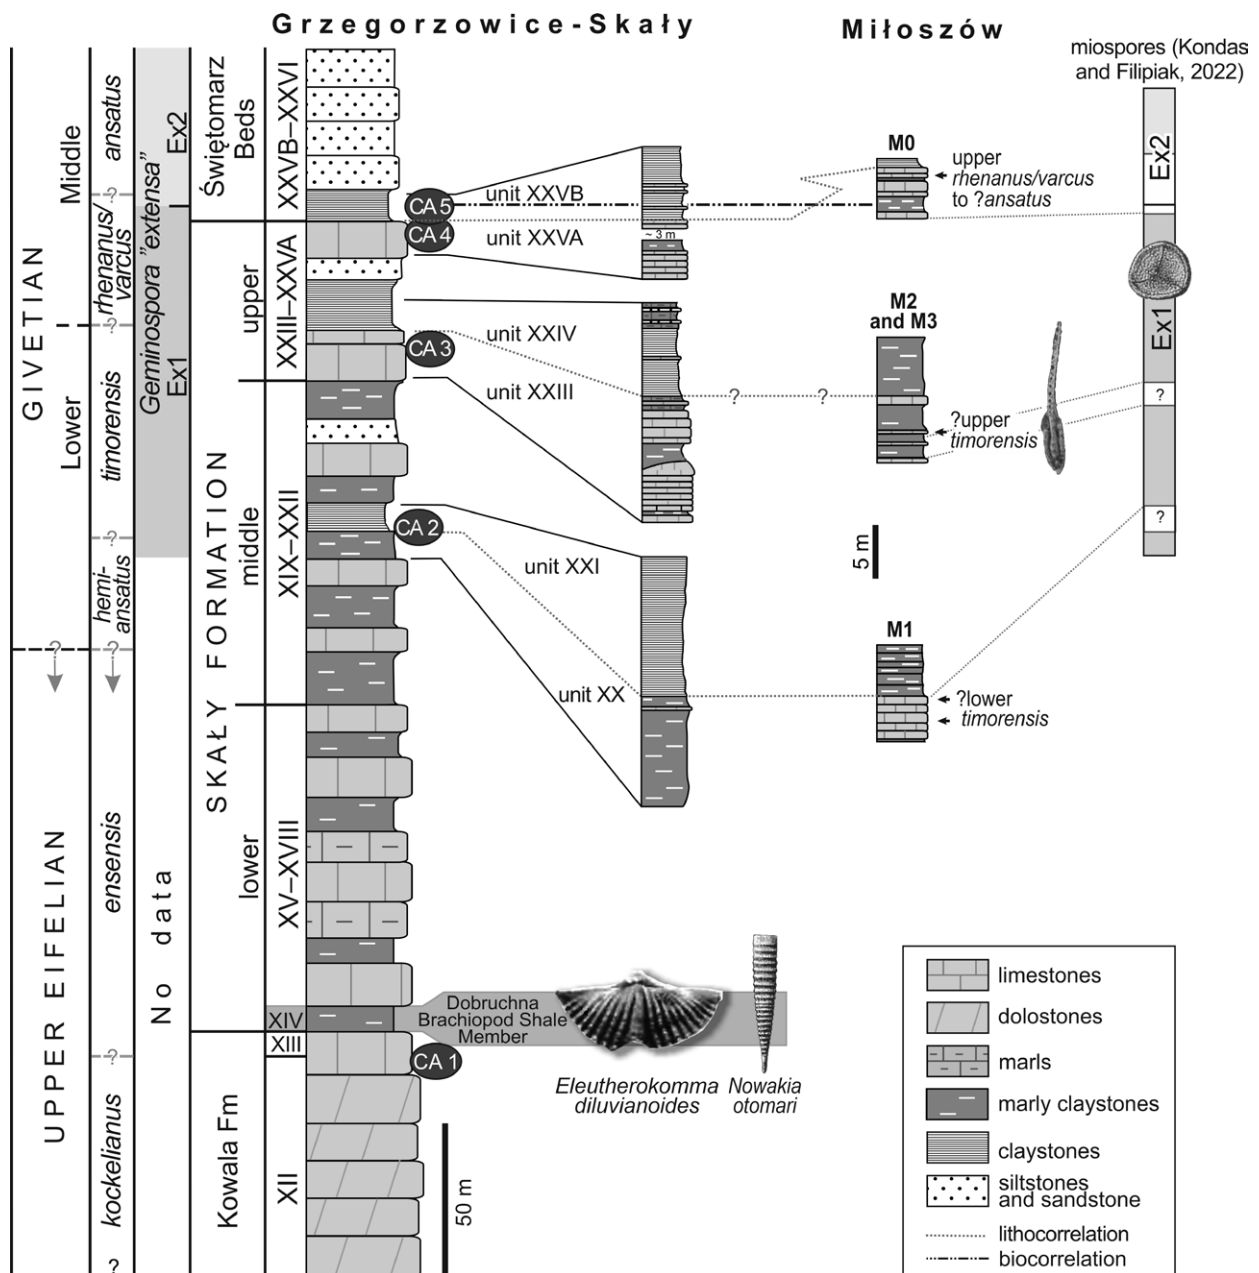 Grzegorzowice-Skały
Miłoszów
miospores (Kondas
and Filipiak, 2022)
GIVETIAN
Middle
Lower
UPPER EIFELIAN
ansatus
?
rhenanus/
varcus
?
timorensis
?
hemi-
ansatus
?
?
ensensis
?
kockelianus
?
Geminospora "extensa"
Ex2
Ex1
No data
Świętomarz
Beds
SKAŁY FORMATION
upper
middle
lower
Kowala Fm
XXVB–XXVI
XXIII–XXVA
XIX–XXII
XV–XVIII
XIV
XIII
XII
CA 5
CA 4
CA 3
CA 2
CA 1
unit XXVB
unit XXVA
~ 3 m
unit XXIV
unit XXIII
unit XXI
unit XX
? ?
M0
upper
rhenanus/varcus
to ?ansatus
M2
and M3
?upper
timorensis
5 m
M1
?lower
timorensis
Ex2
Ex1
?
?
Dobruchna
Brachiopod Shale
Member
Eleutherokomma
diluvianoides
Nowakia
otomari
50 m
limestones
dolostones
marls
marly claystones
claystones
siltstones
and sandstone
lithocorrelation
biocorrelation